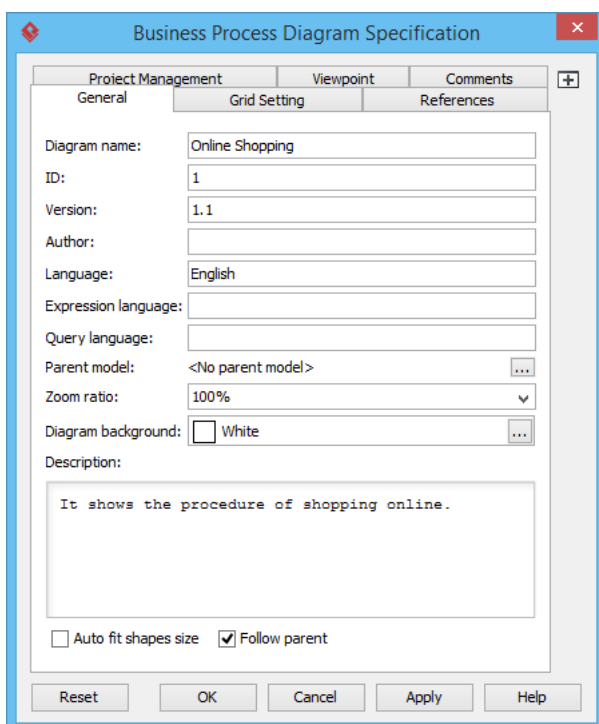 Business Process Diagram Specification
Project Management Viewpoint Comments
General Grid Setting References
Diagram name: Online Shopping
ID: 1
Version: 1.1
Author:
Language: English
Expression language:
Query language:
Parent model: <No parent model> ...
Zoom ratio: 100%
Diagram background: White ...
Description:
It shows the procedure of shopping online.
Auto fit shapes size Follow parent
Reset OK Cancel Apply Help